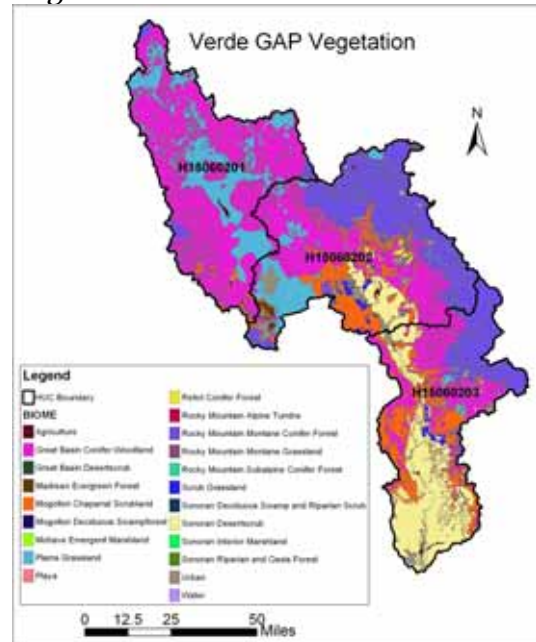 Verde GAP Vegetation
N
H15060201
H15060202
H15060203
Legend
HUC Boundary
BIOME
Agriculture
Great Basin Conifer Woodland
Great Basin Desertscrub
Madrean Evergreen Forest
Mogollon Chaparral Scrubland
Mogollon Deciduous Swampforest
Mohave Emergent Marshland
Plains Grassland
Playa
Relict Conifer Forest
Rocky Mountain Alpine Tundra
Rocky Mountain Montane Conifer Forest
Rocky Mountain Montane Grassland
Rocky Mountain Subalpine Conifer Forest
Scrub Grassland
Sonoran Deciduous Swamp and Riparian Scrub
Sonoran Desertscrub
Sonoran Interior Marshland
Sonoran Riparian and Oasis Forest
Urban
Water
0 12.5 25 50
Miles